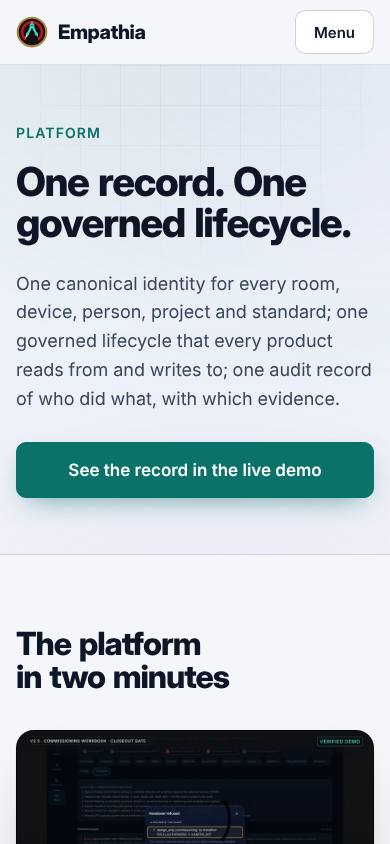 Empathia
Menu
PLATFORM
One record. One
governed lifecycle.
One canonical identity for every room,
device, person, project and standard; one
governed lifecycle that every product
reads from and writes to; one audit record
of who did what, with which evidence.
See the record in the live demo
The platform
in two minutes
V2.5 · COMMISSIONING WORKBOOK · CLOSEOUT GATE
VERIFIED DEMO